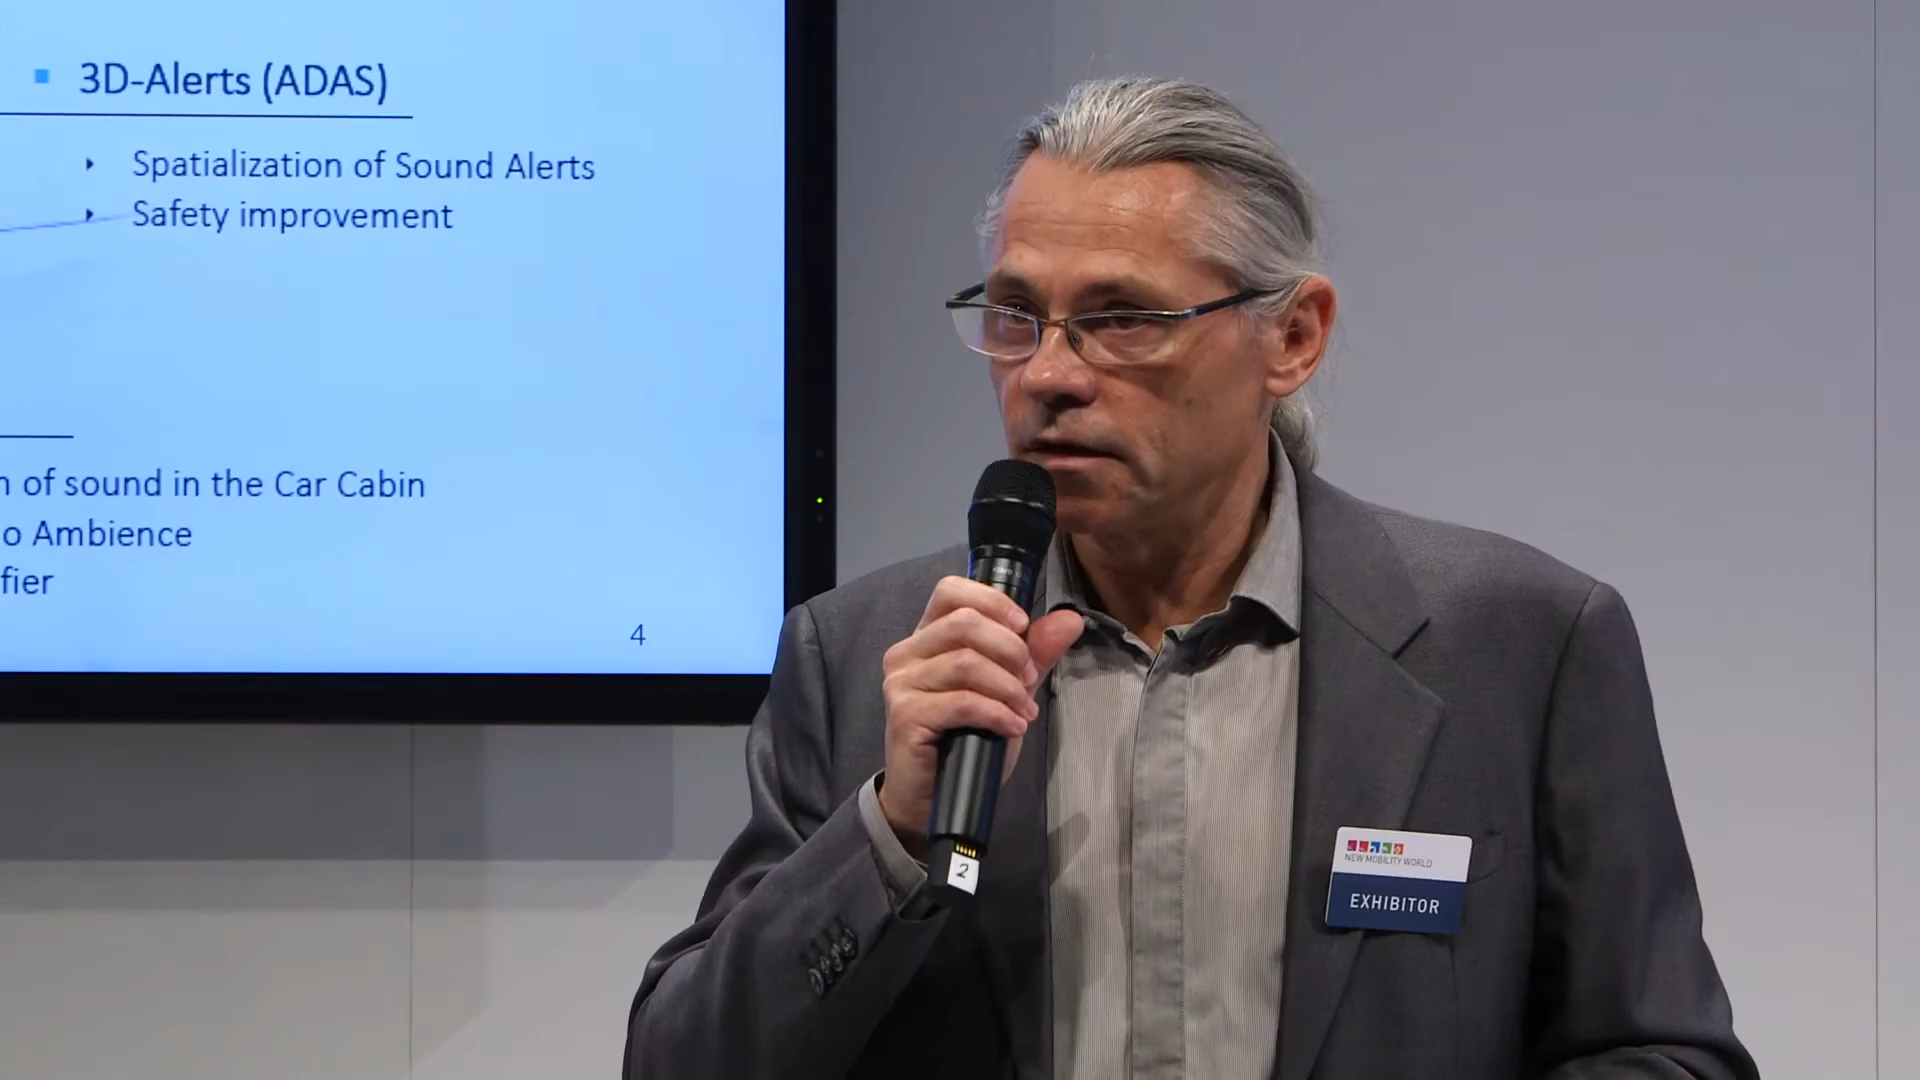 3D-Alerts (ADAS)
Spatialization of Sound Alerts
Safety improvement
of sound in the Car Cabin
Ambience
4
2
NEW MOBILITY WORLD
EXHIBITOR